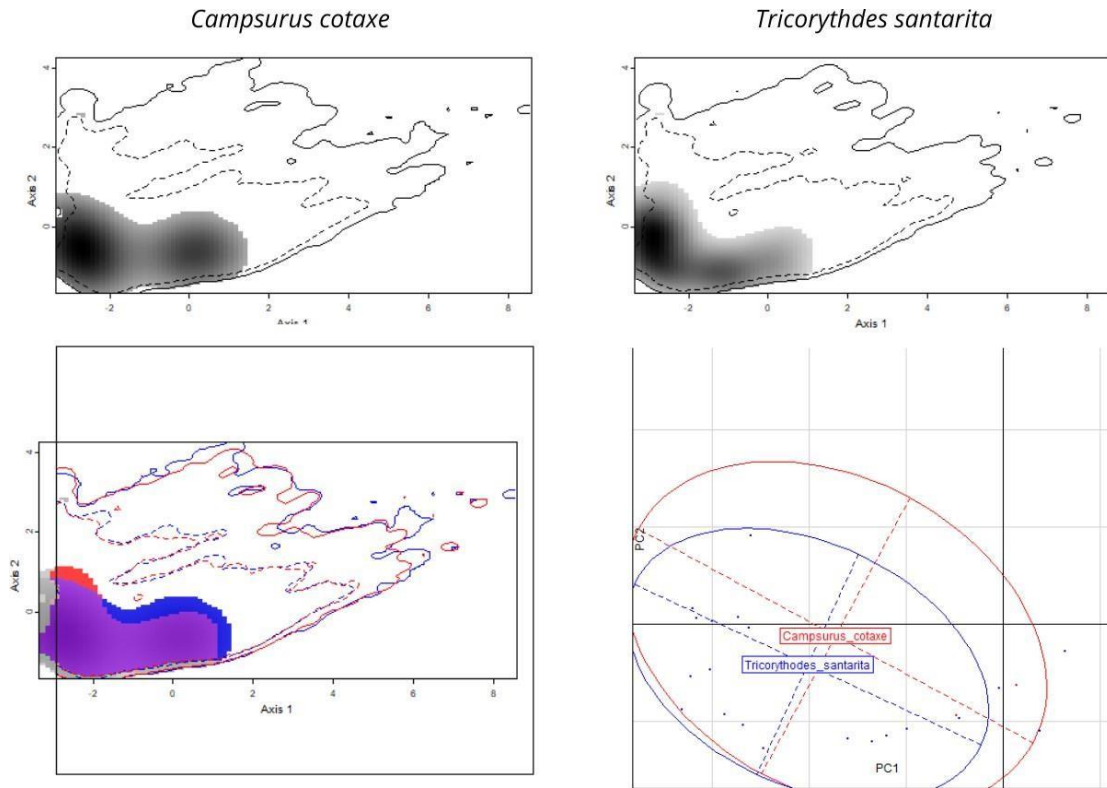 Campsurus cotaxe
Tricorythdes santarita
4
2
0
Axis 2
-2
0
2
4
6
8
Axis 1
4
2
0
Axis 2
-2
0
2
4
6
8
Axis 1
4
2
0
Axis 2
-2
0
2
4
6
8
Axis 1
PC2
Campsurus_cotaxe
Tricorythodes_santarita
PC1